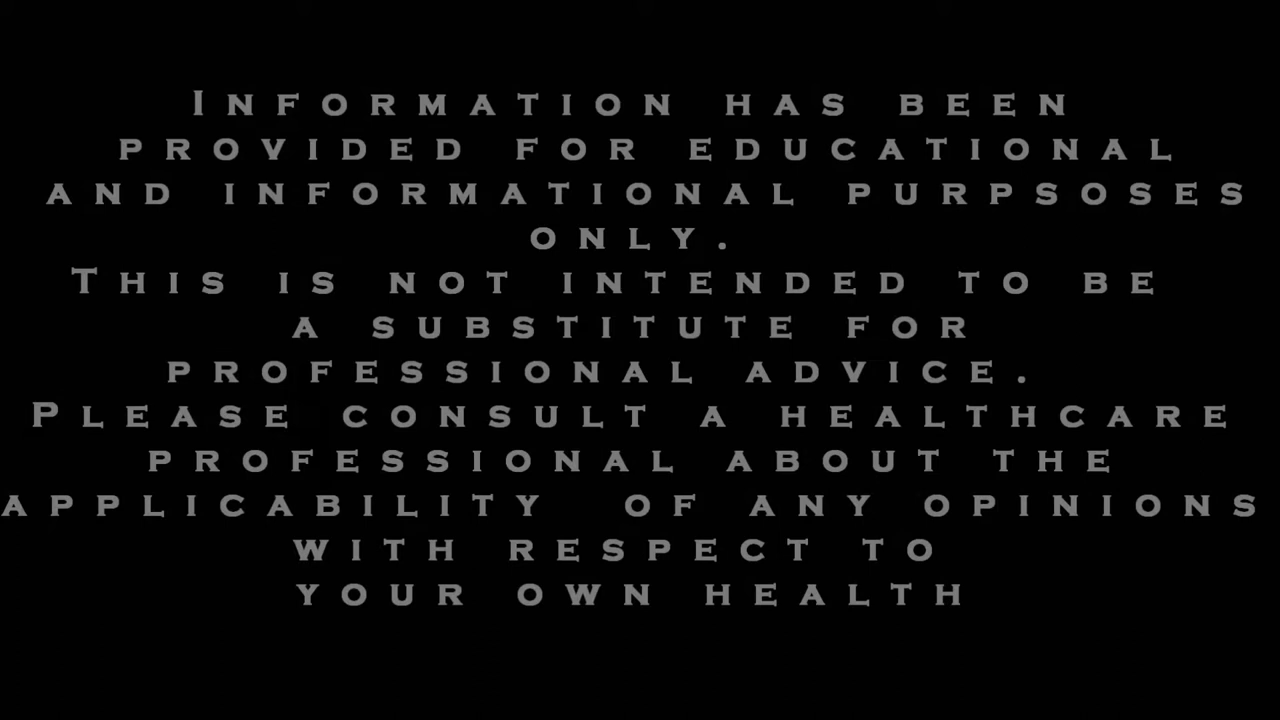 Information has been
provided for educational
and informational purpsoses
only.
This is not intended to be
a substitute for
professional advice.
Please consult a healthcare
professional about the
applicability of any opinions
with respect to
your own health